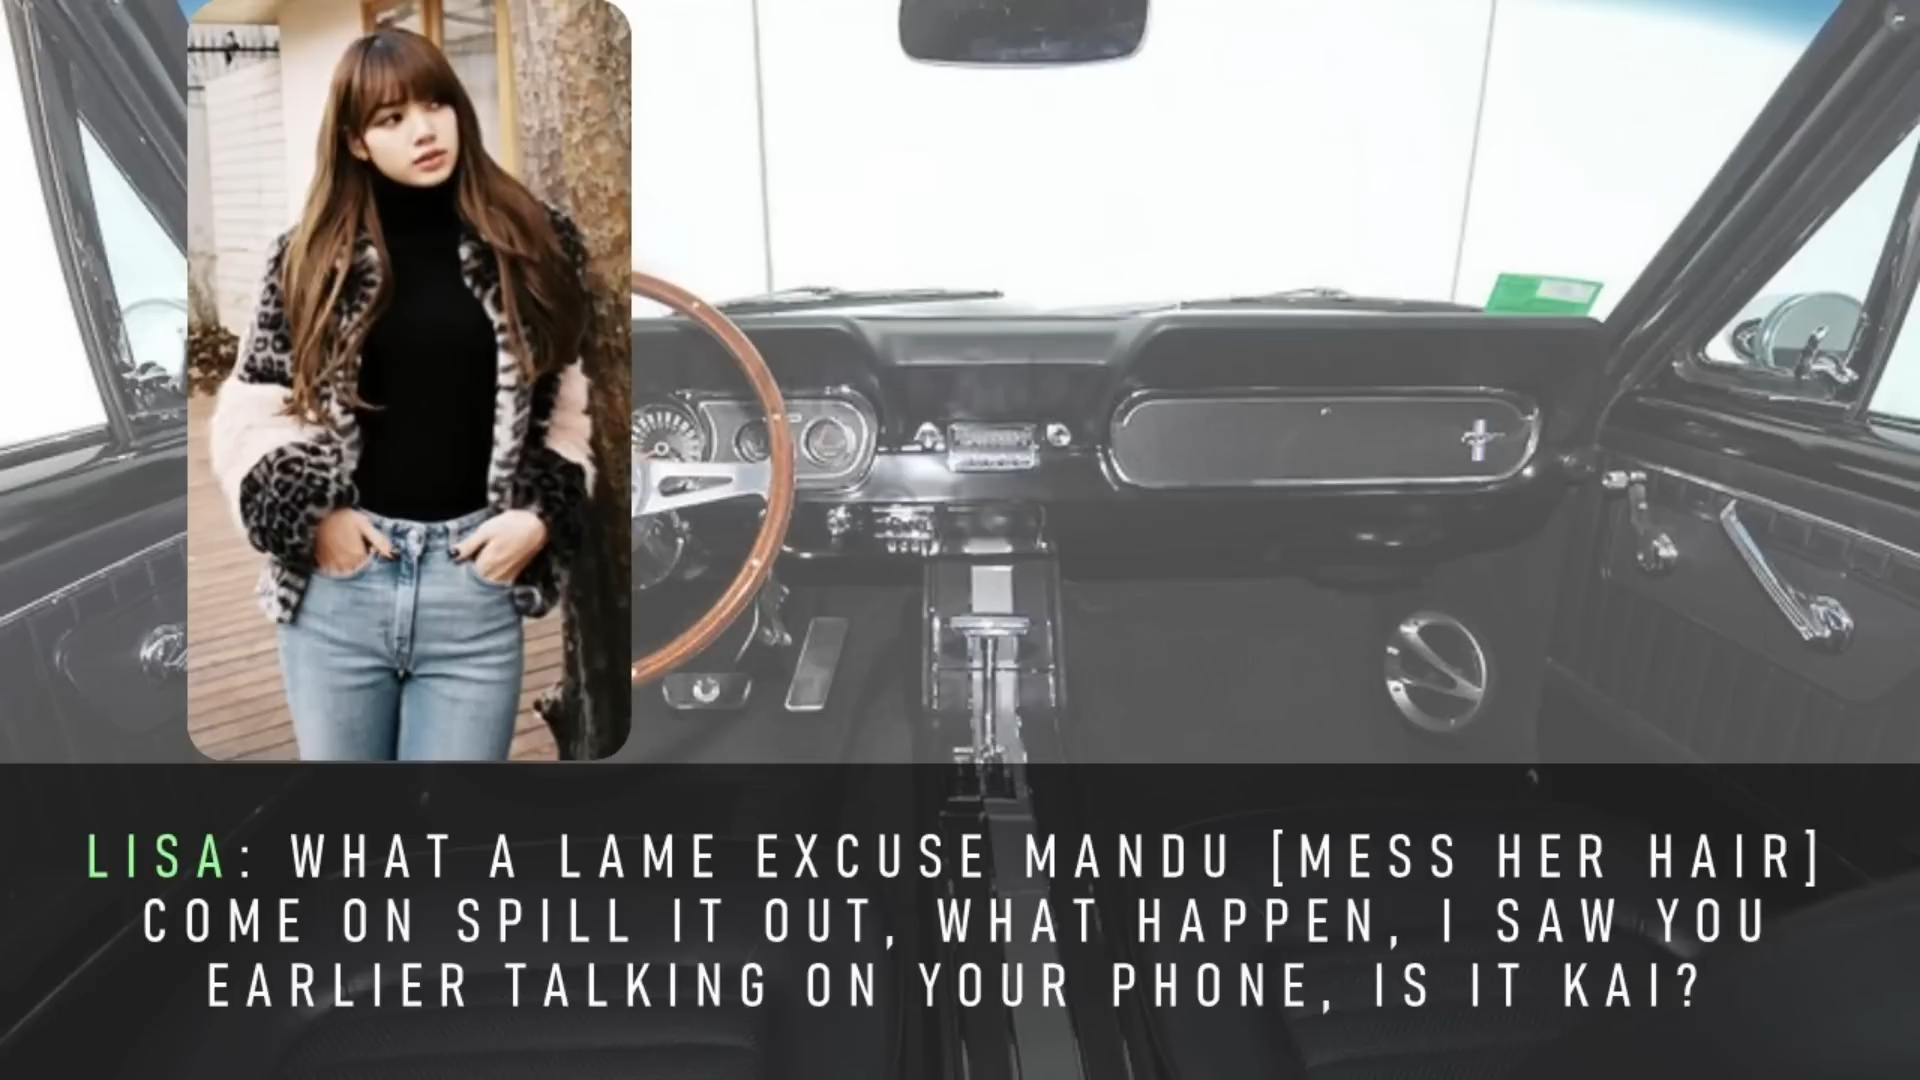 LISA: WHAT A LAME EXCUSE MANDU [MESS HER HAIR]
COME ON SPILL IT OUT, WHAT HAPPEN, I SAW YOU
EARLIER TALKING ON YOUR PHONE, IS IT KAI?